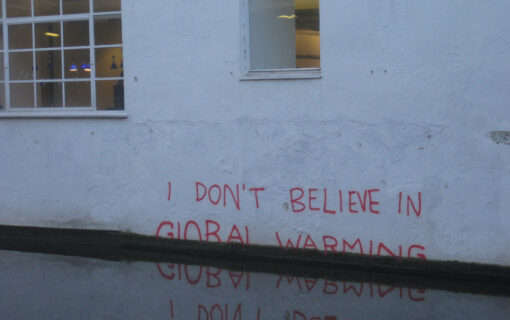 I DON'T BELIEVE IN
GLOBAL WARMING